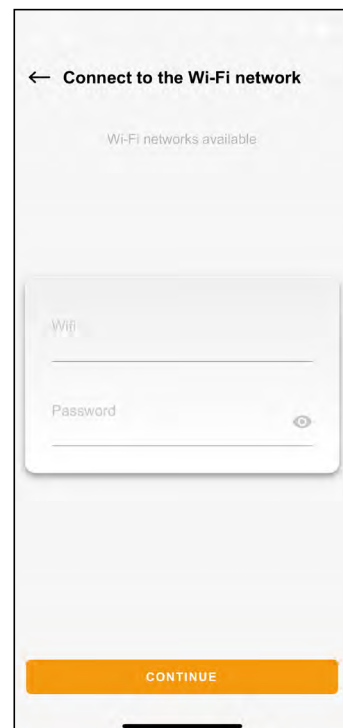 Connect to the Wi-Fi network
Wi-Fi networks available
Wifi
Password
CONTINUE